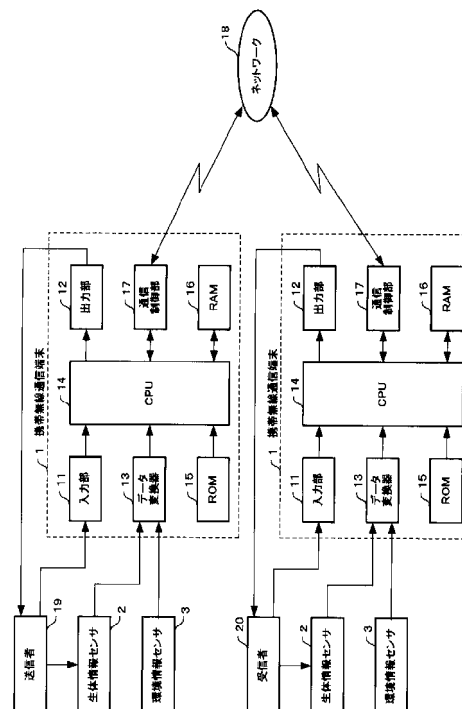 送信者
19
生体情報センサ
2
環境情報センサ
3
1
携帯無線通信端末
11
入力部
13
データ
変換器
15
ROM
14
CPU
12
出力部
17
通信
制御部
16
RAM
18
ネットワーク
受信者
20
生体情報センサ
2
環境情報センサ
3
1
携帯無線通信端末
11
入力部
13
データ
変換器
15
ROM
14
CPU
12
出力部
17
通信
制御部
16
RAM